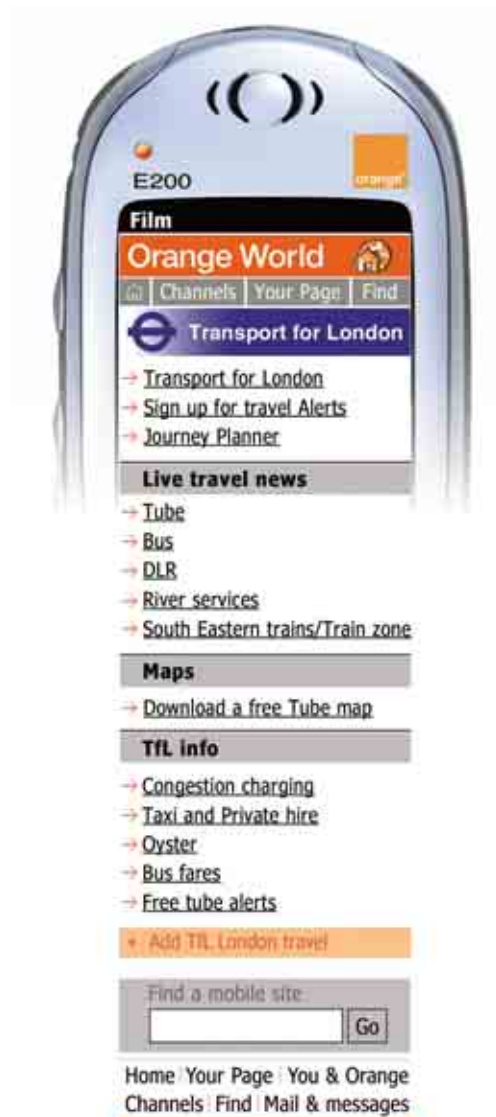 E200
orange
Film
Orange World
Channels Your Page Find
Transport for London
Transport for London
Sign up for travel Alerts
Journey Planner
Live travel news
Tube
Bus
DLR
River services
South Eastern trains/Train zone
Maps
Download a free Tube map
TfL info
Congestion charging
Taxi and Private hire
Oyster
Bus fares
Free tube alerts
+ Add TfL London travel
Find a mobile site
Go
Home Your Page You & Orange
Channels Find Mail & messages